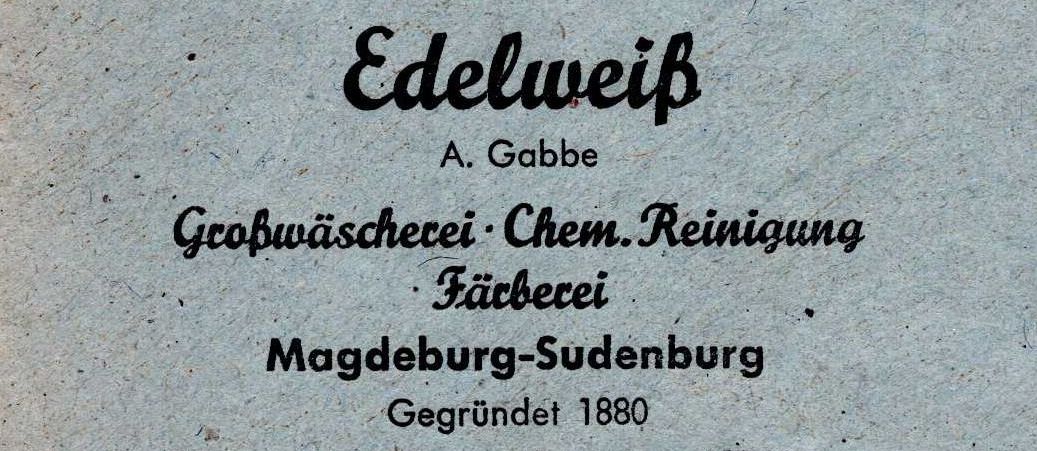 Edelweiß
A. Gabbe
Großwäscherei · Chem. Reinigung
Färberei
Magdeburg-Sudenburg
Gegründet 1880